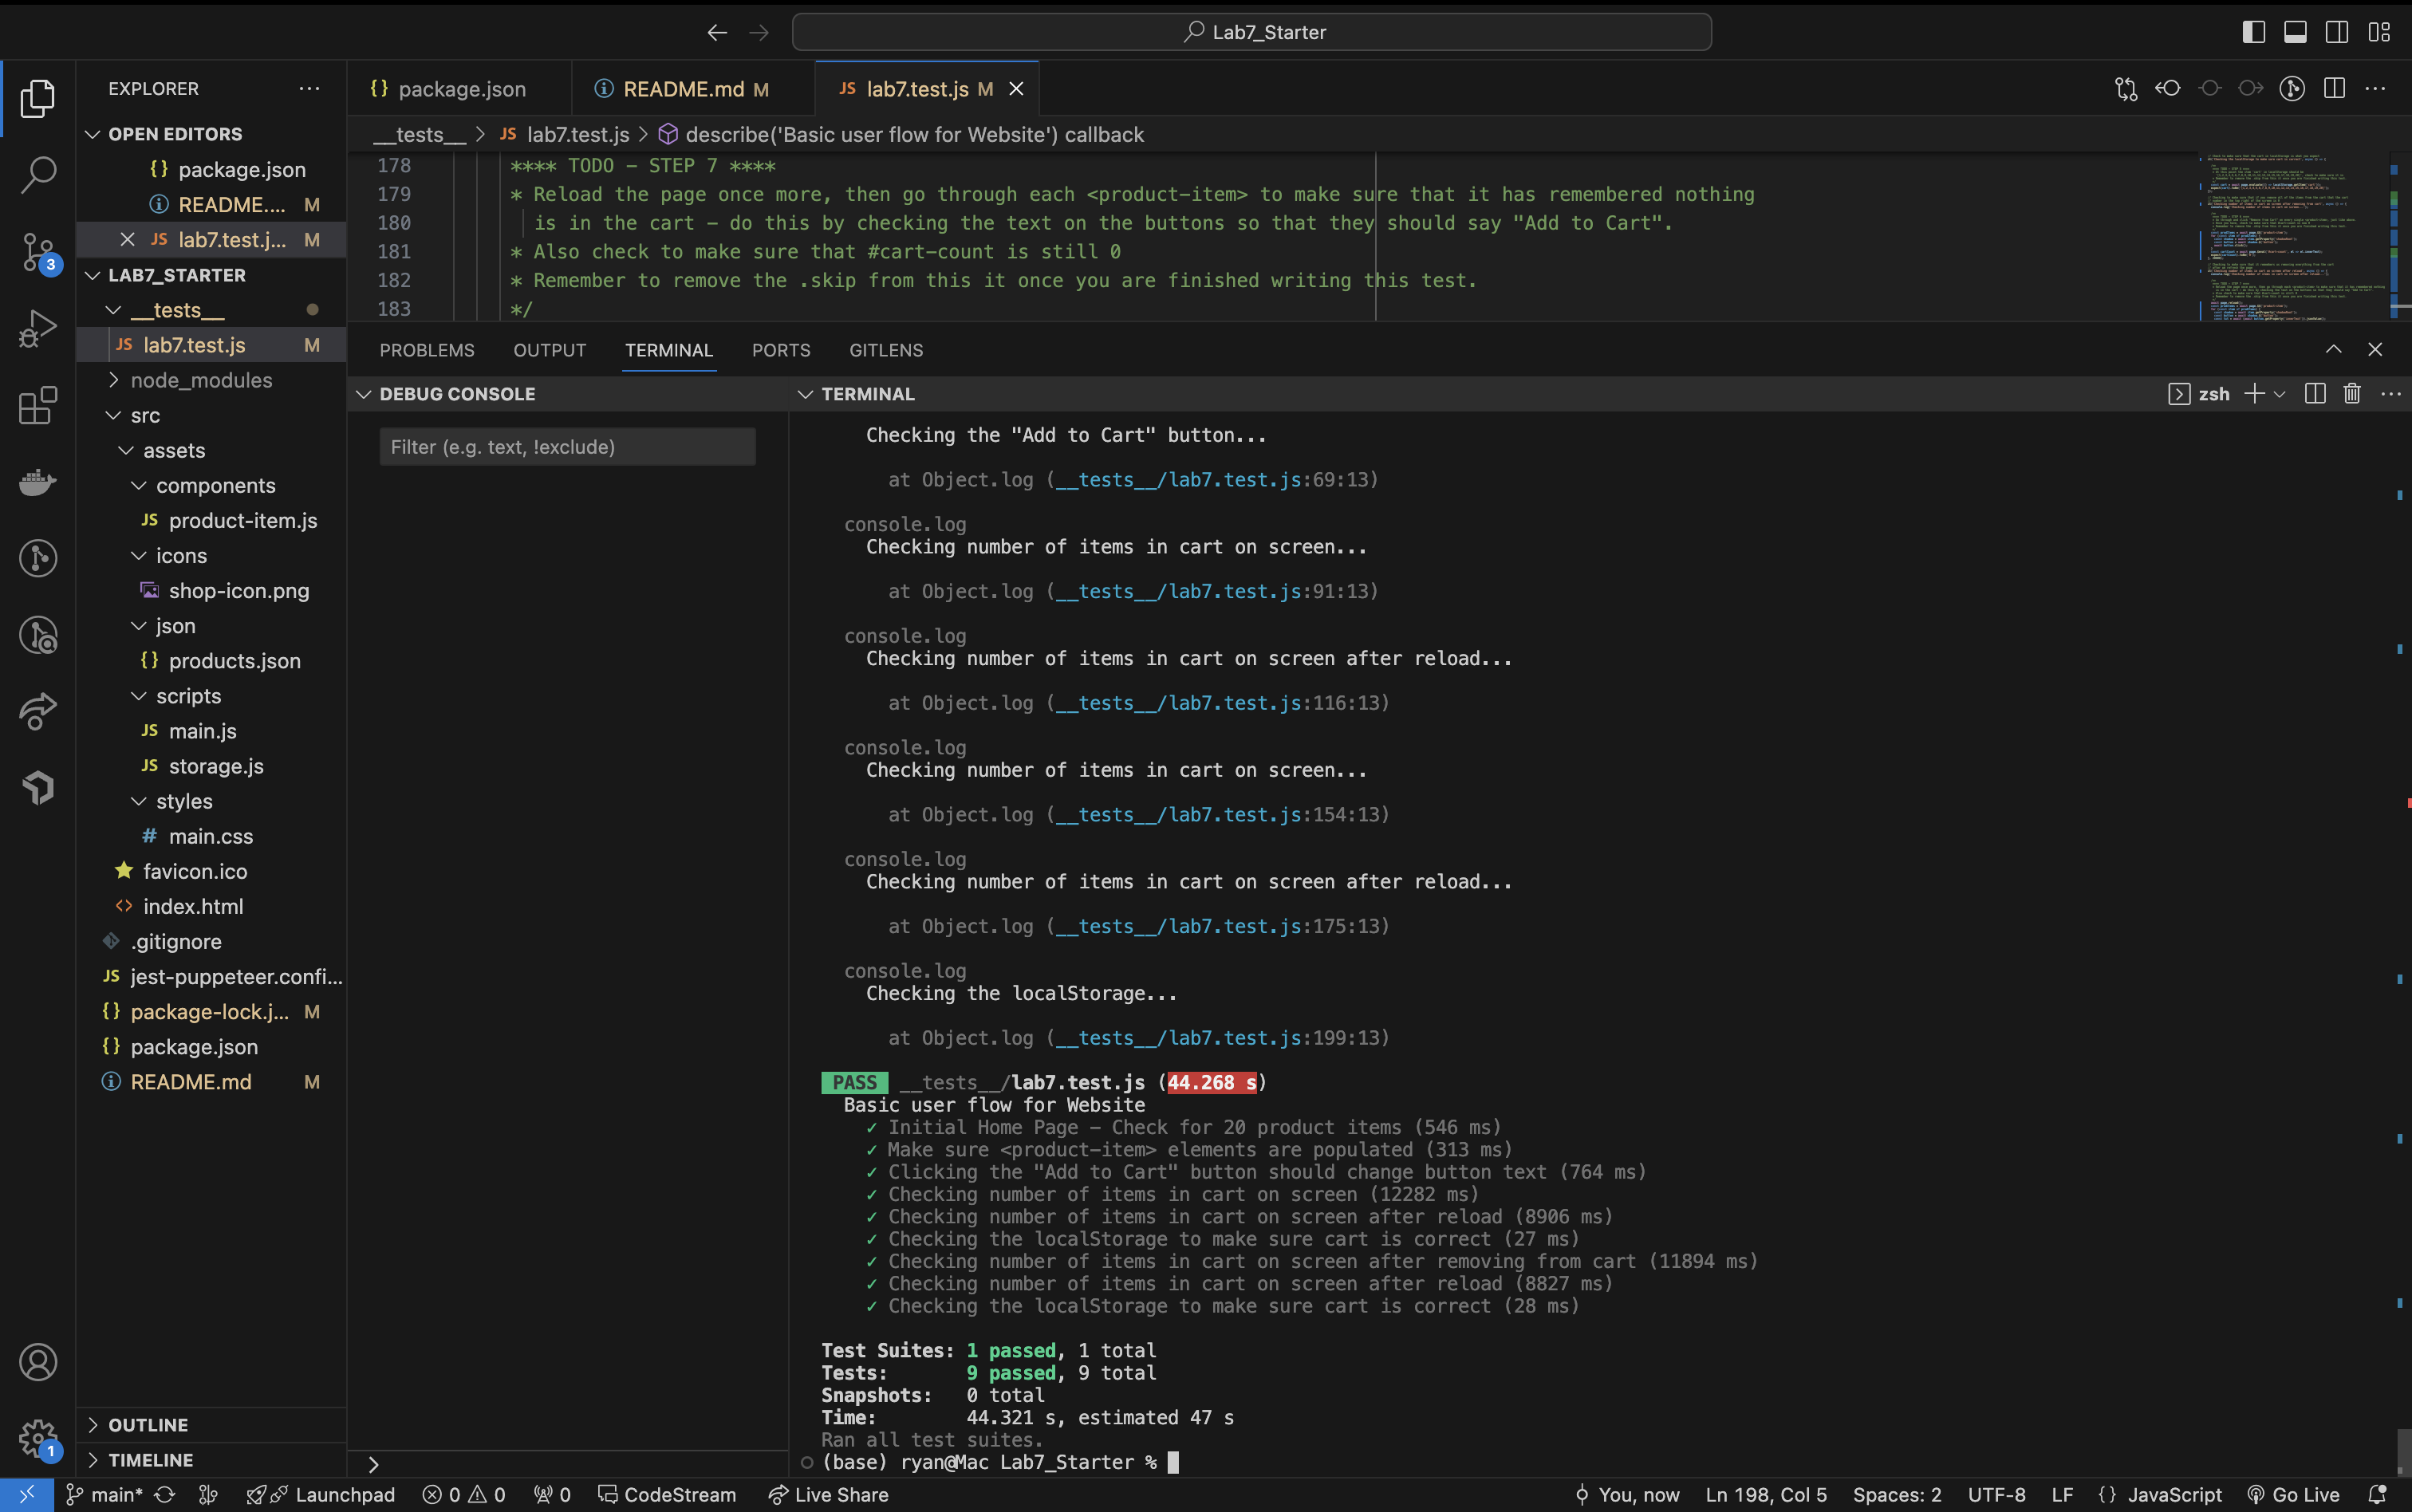 Lab7_Starter
EXPLORER
OPEN EDITORS
package.json
README.... M
lab7.test.j... M
LAB7_STARTER
__tests__
JS lab7.test.js M
node_modules
src
assets
components
JS product-item.js
icons
shop-icon.png
json
{} products.json
scripts
JS main.js
JS storage.js
styles
# main.css
favicon.ico
<> index.html
.gitignore
JS jest-puppeteer.confi...
{} package-lock.j... M
{} package.json
README.md M
OUTLINE
TIMELINE
3
1
{} package.json
README.md M
JS lab7.test.js M
__tests__ > JS lab7.test.js > describe('Basic user flow for Website') callback
178 **** TODO - STEP 7 ****
179 * Reload the page once more, then go through each <product-item> to make sure that it has remembered nothing
180 is in the cart - do this by checking the text on the buttons so that they should say "Add to Cart".
181 * Also check to make sure that #cart-count is still 0
182 * Remember to remove the .skip from this it once you are finished writing this test.
183 */
PROBLEMS OUTPUT TERMINAL PORTS GITLENS
DEBUG CONSOLE
Filter (e.g. text, !exclude)
TERMINAL
zsh
Checking the "Add to Cart" button...
at Object.log (__tests__/lab7.test.js:69:13)
console.log
Checking number of items in cart on screen...
at Object.log (__tests__/lab7.test.js:91:13)
console.log
Checking number of items in cart on screen after reload...
at Object.log (__tests__/lab7.test.js:116:13)
console.log
Checking number of items in cart on screen...
at Object.log (__tests__/lab7.test.js:154:13)
console.log
Checking number of items in cart on screen after reload...
at Object.log (__tests__/lab7.test.js:175:13)
console.log
Checking the localStorage...
at Object.log (__tests__/lab7.test.js:199:13)
PASS __tests__/lab7.test.js (44.268 s)
Basic user flow for Website
✓ Initial Home Page - Check for 20 product items (546 ms)
✓ Make sure <product-item> elements are populated (313 ms)
✓ Clicking the "Add to Cart" button should change button text (764 ms)
✓ Checking number of items in cart on screen (12282 ms)
✓ Checking number of items in cart on screen after reload (8906 ms)
✓ Checking the localStorage to make sure cart is correct (27 ms)
✓ Checking number of items in cart on screen after removing from cart (11894 ms)
✓ Checking number of items in cart on screen after reload (8827 ms)
✓ Checking the localStorage to make sure cart is correct (28 ms)
Test Suites: 1 passed, 1 total
Tests: 9 passed, 9 total
Snapshots: 0 total
Time: 44.321 s, estimated 47 s
Ran all test suites.
(base) ryan@Mac Lab7_Starter %
main* Launchpad 0 0 0 CodeStream Live Share
You, now Ln 198, Col 5 Spaces: 2 UTF-8 LF {} JavaScript Go Live